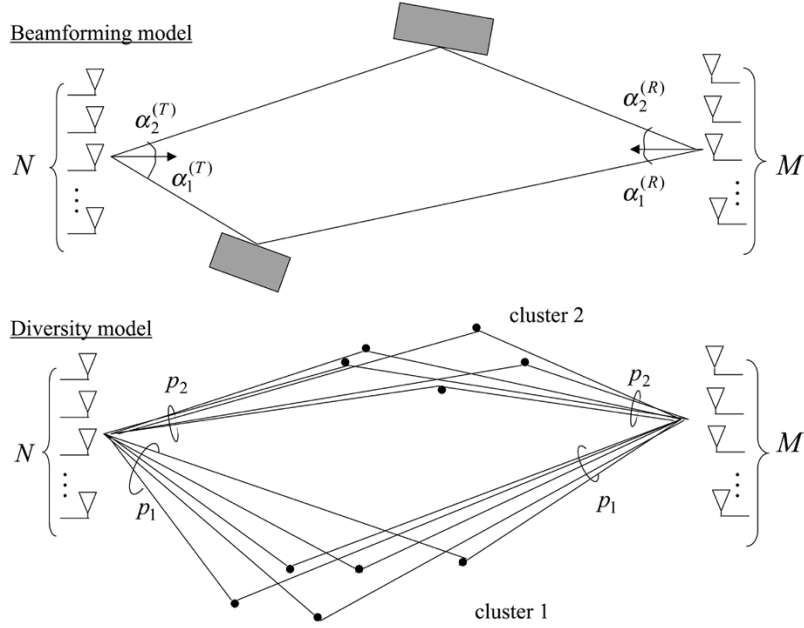 Beamforming model
α₂⁽ᵀ⁾
α₂⁽ᴿ⁾
N
M
α₁⁽ᵀ⁾
α₁⁽ᴿ⁾
Diversity model
cluster 2
p₂
p₂
N
M
p₁
p₁
cluster 1